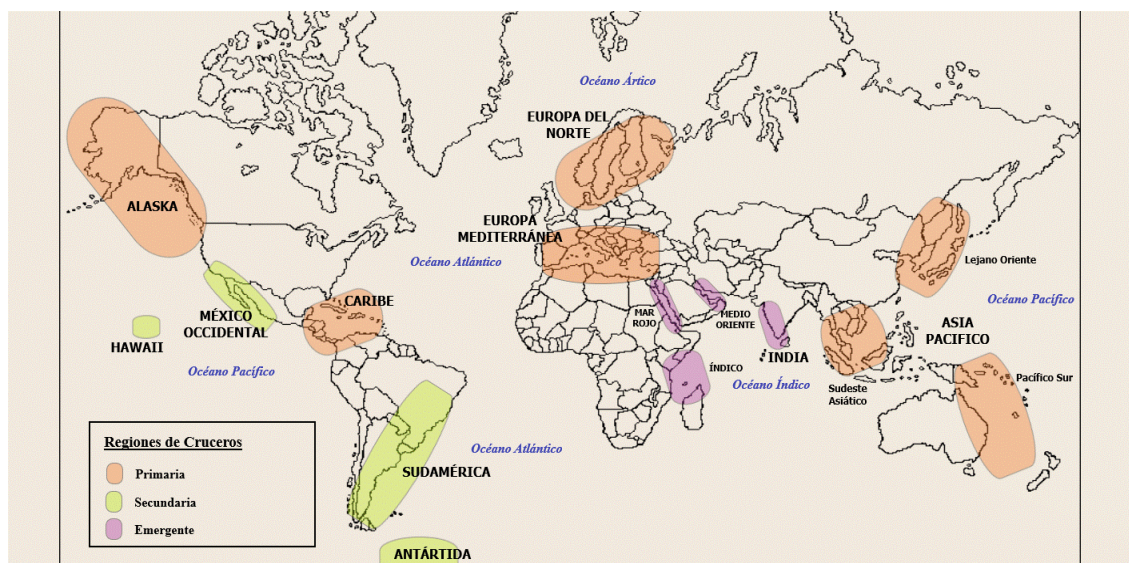 Océano Ártico
EUROPA DEL
NORTE
ALASKA
EUROPA
MEDITERRÁNEA
Océano Atlántico
Lejano Oriente
Océano Pacífico
CARIBE
MÉXICO
OCCIDENTAL
HAWAII
MAR
ROJO
MEDIO
ORIENTE
INDIA
ASIA
PACIFICO
Océano Pacífico
ÍNDICO
Océano Índico
Sudeste
Asiático
Pacífico Sur
Océano Atlántico
SUDAMÉRICA
ANTÁRTIDA
Regiones de Cruceros
Primaria
Secundaria
Emergente